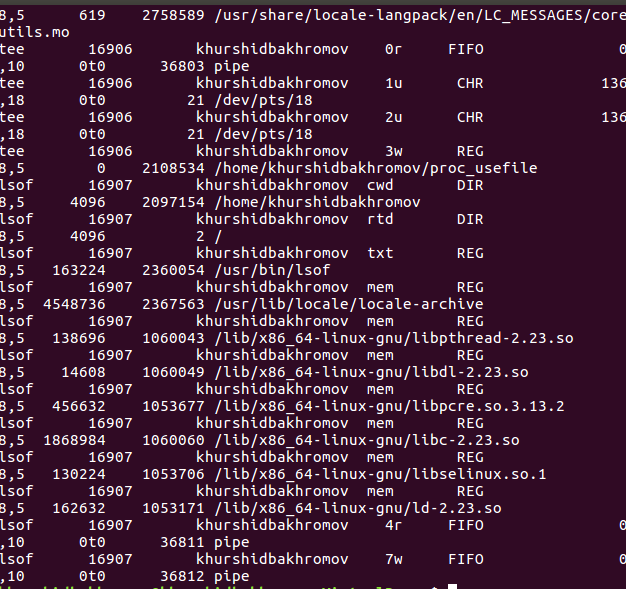 8,5      619    2758589 /usr/share/locale-langpack/en/LC_MESSAGES/core
utils.mo
tee       16906       khurshidbakhromov    0r     FIFO               0
,10      0t0      36803 pipe
tee       16906       khurshidbakhromov    1u      CHR             136
,18      0t0         21 /dev/pts/18
tee       16906       khurshidbakhromov    2u      CHR             136
,18      0t0         21 /dev/pts/18
tee       16906       khurshidbakhromov    3w      REG
8,5        0    2108534 /home/khurshidbakhromov/proc_usefile
lsof      16907       khurshidbakhromov  cwd       DIR
8,5     4096    2097154 /home/khurshidbakhromov
lsof      16907       khurshidbakhromov  rtd       DIR
8,5     4096          2 /
lsof      16907       khurshidbakhromov  txt       REG
8,5   163224    2360054 /usr/bin/lsof
lsof      16907       khurshidbakhromov  mem       REG
8,5  4548736    2367563 /usr/lib/locale/locale-archive
lsof      16907       khurshidbakhromov  mem       REG
8,5   138696    1060043 /lib/x86_64-linux-gnu/libpthread-2.23.so
lsof      16907       khurshidbakhromov  mem       REG
8,5    14608    1060049 /lib/x86_64-linux-gnu/libdl-2.23.so
lsof      16907       khurshidbakhromov  mem       REG
8,5   456632    1053677 /lib/x86_64-linux-gnu/libpcre.so.3.13.2
lsof      16907       khurshidbakhromov  mem       REG
8,5  1868984    1060060 /lib/x86_64-linux-gnu/libc-2.23.so
lsof      16907       khurshidbakhromov  mem       REG
8,5   130224    1053706 /lib/x86_64-linux-gnu/libselinux.so.1
lsof      16907       khurshidbakhromov  mem       REG
8,5   162632    1053171 /lib/x86_64-linux-gnu/ld-2.23.so
lsof      16907       khurshidbakhromov    4r     FIFO               0
,10      0t0      36811 pipe
lsof      16907       khurshidbakhromov    7w     FIFO               0
,10      0t0      36812 pipe